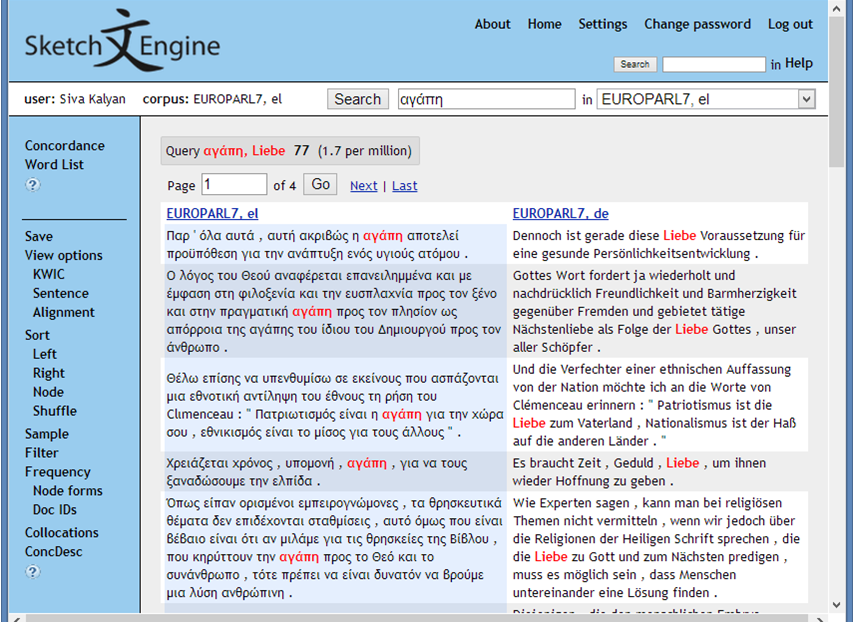 Sketch文Engine
About Home Settings Change password Log out
Search in Help
user: Siva Kalyan corpus: EUROPARL7, el Search αγάπη in EUROPARL7, el
Concordance
Word List
?
Save
View options
KWIC
Sentence
Alignment
Sort
Left
Right
Node
Shuffle
Sample
Filter
Frequency
Node forms
Doc IDs
Collocations
ConcDesc
?
Query αγάπη, Liebe 77 (1.7 per million)
Page 1 of 4 Go Next | Last
EUROPARL7, el
Παρ ' όλα αυτά , αυτή ακριβώς η αγάπη αποτελεί
προϋπόθεση για την ανάπτυξη ενός υγιούς ατόμου .
Ο λόγος του Θεού αναφέρεται επανειλημμένα και με
έμφαση στη φιλοξενία και την ευσπλαχνία προς τον ξένο
και στην πραγματική αγάπη προς τον πλησίον ως
απόρροια της αγάπης του ίδιου του Δημιουργού προς τον
άνθρωπο .
Θέλω επίσης να υπενθυμίσω σε εκείνους που ασπάζονται
μια εθνοτική αντίληψη του έθνους τη ρήση του
Clιmenceau : " Πατριωτισμός είναι η αγάπη για την χώρα
σου , εθνικισμός είναι το μίσος για τους άλλους " .
Χρειάζεται χρόνος , υπομονή , αγάπη , για να τους
ξαναδώσουμε την ελπίδα .
Όπως είπαν ορισμένοι εμπειρογνώμονες , τα θρησκευτικά
θέματα δεν επιδέχονται σταθμίσεις , αυτό όμως που είναι
βέβαιο είναι ότι αν μιλάμε για τις θρησκείες της Βίβλου ,
που κηρύττουν την αγάπη προς το Θεό και το
συνάνθρωπο , τότε πρέπει να είναι δυνατόν να βρούμε
μια λύση ανθρώπινη .
EUROPARL7, de
Dennoch ist gerade diese Liebe Voraussetzung für
eine gesunde Persönlichkeitsentwicklung .
Gottes Wort fordert ja wiederholt und
nachdrücklich Freundlichkeit und Barmherzigkeit
gegenüber Fremden und gebietet tätige
Nächstenliebe als Folge der Liebe Gottes , unser
aller Schöpfer .
Und die Verfechter einer ethnischen Auffassung
von der Nation möchte ich an die Worte von
Clémenceau erinnern : " Patriotismus ist die
Liebe zum Vaterland , Nationalismus ist der Haß
auf die anderen Länder . "
Es braucht Zeit , Geduld , Liebe , um ihnen
wieder Hoffnung zu geben .
Wie Experten sagen , kann man bei religiösen
Themen nicht vermitteln , wenn wir jedoch über
die Religionen der Heiligen Schrift sprechen , die
die Liebe zu Gott und zum Nächsten predigen ,
muss es möglich sein , dass Menschen
untereinander eine Lösung finden .